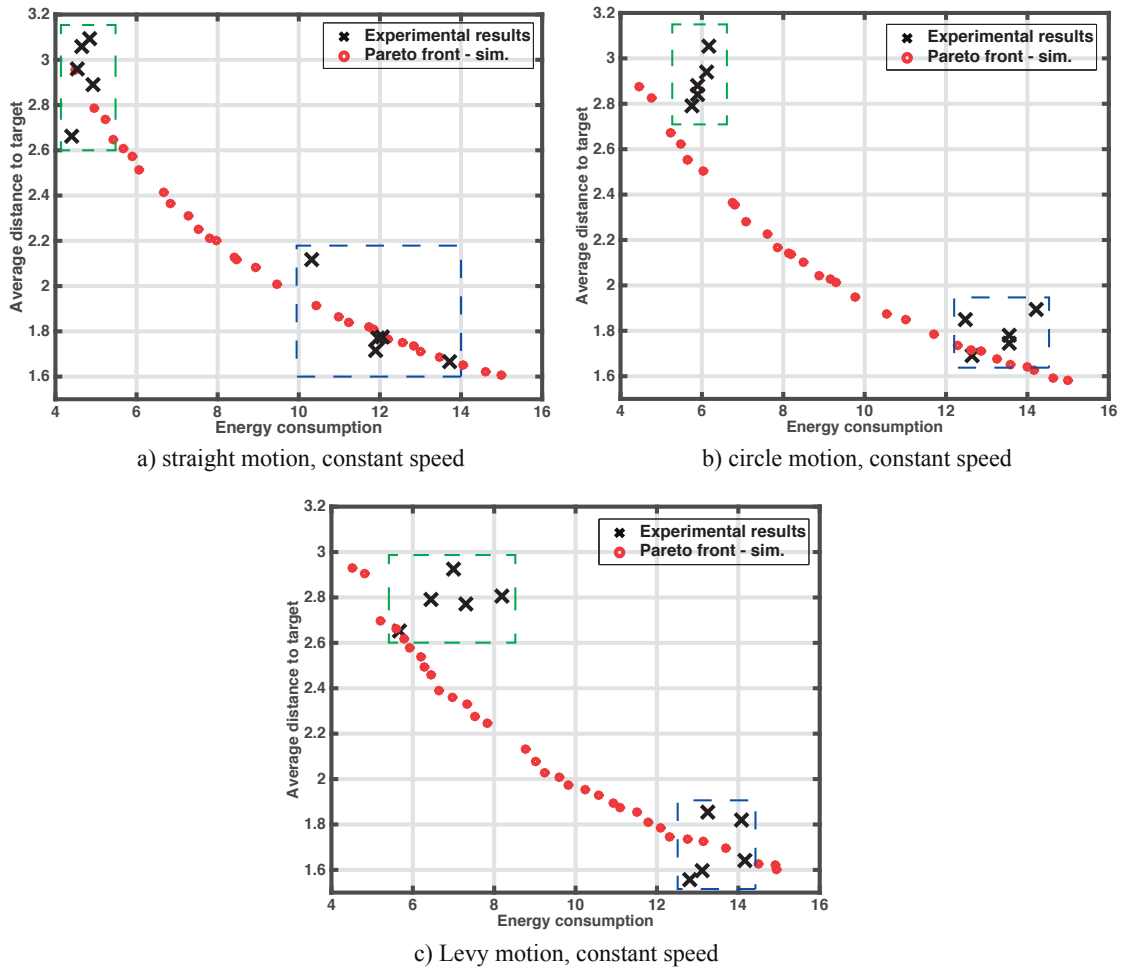 3.2
3
2.8
2.6
2.4
2.2
2
1.8
1.6
4 6 8 10 12 14 16
Average distance to target
Energy consumption
Experimental results
Pareto front - sim.
a) straight motion, constant speed
3.2
3
2.8
2.6
2.4
2.2
2
1.8
1.6
4 6 8 10 12 14 16
Average distance to target
Energy consumption
Experimental results
Pareto front - sim.
b) circle motion, constant speed
3.2
3
2.8
2.6
2.4
2.2
2
1.8
1.6
4 6 8 10 12 14 16
Average distance to target
Energy consumption
Experimental results
Pareto front - sim.
c) Levy motion, constant speed